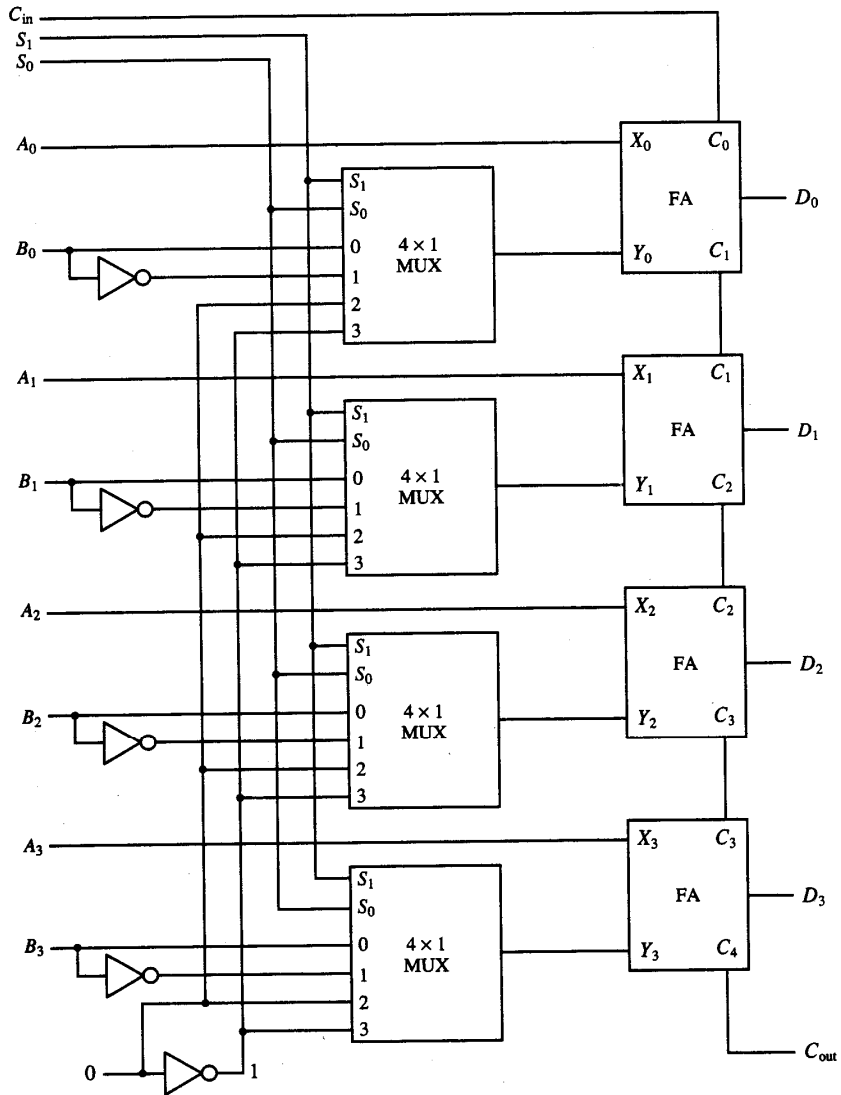 C_in
S_1
S_0
A_0
X_0 C_0
S_1
S_0
FA
D_0
4 × 1
MUX
B_0
0
Y_0 C_1
1
2
3
A_1
X_1 C_1
S_1
S_0
FA
D_1
4 × 1
MUX
B_1
0
Y_1 C_2
1
2
3
A_2
X_2 C_2
S_1
S_0
FA
D_2
4 × 1
MUX
B_2
0
Y_2 C_3
1
2
3
A_3
X_3 C_3
S_1
S_0
FA
D_3
4 × 1
MUX
B_3
0
Y_3 C_4
1
2
3
C_out
0
1